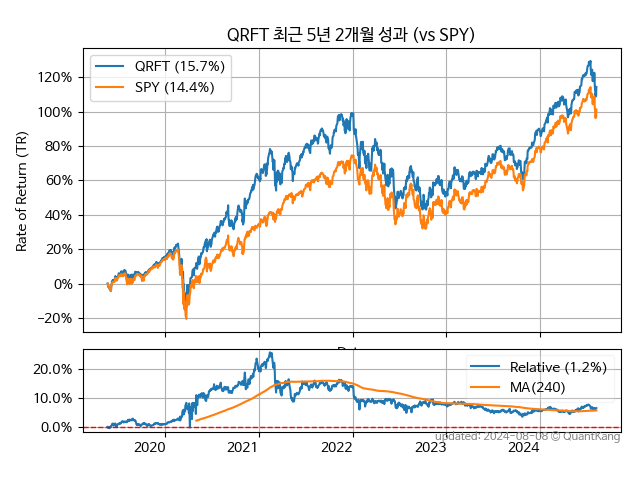 QRFT 최근 5년 2개월 성과 (vs SPY)
Rate of Return (TR)
QRFT (15.7%)
SPY (14.4%)
120%
100%
80%
60%
40%
20%
0%
−20%
Relative (1.2%)
MA(240)
20.0%
10.0%
0.0%
2020 2021 2022 2023 2024
updated: 2024-08-08 © QuantKang